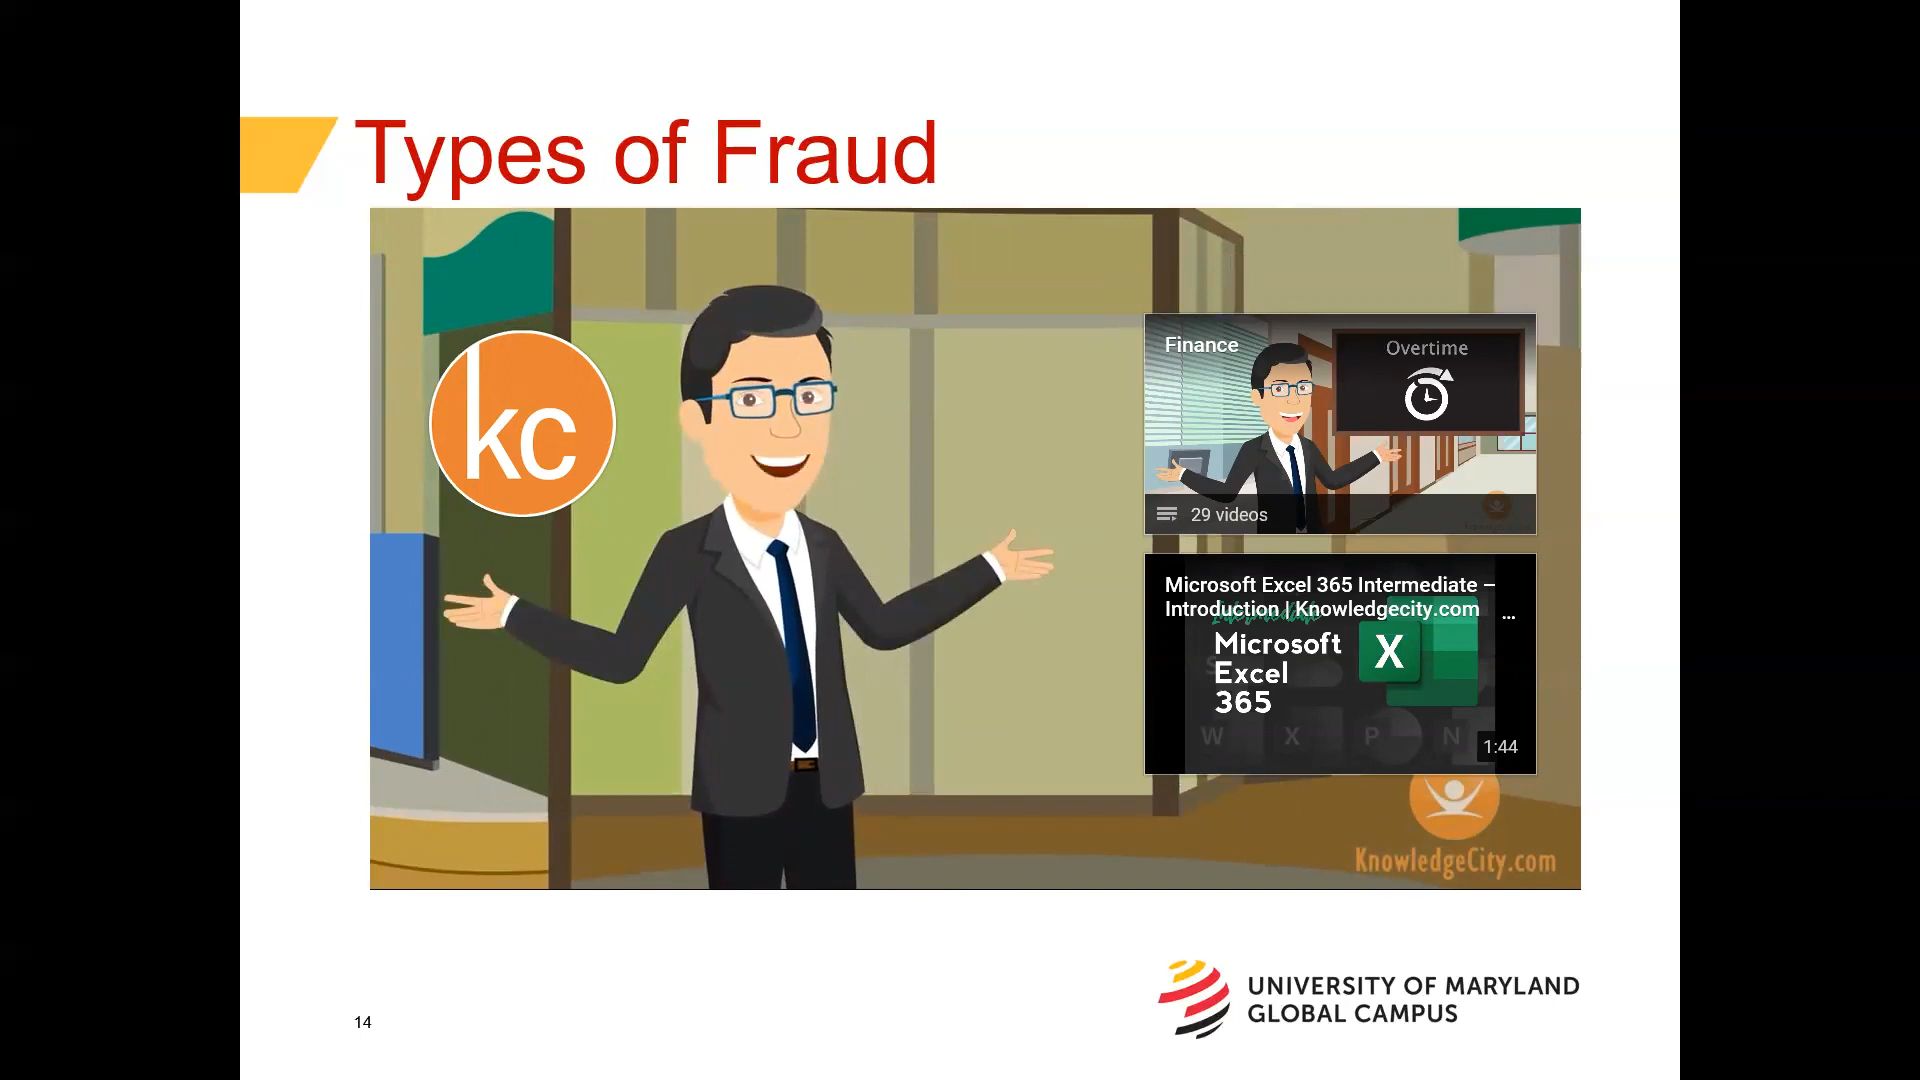 Types of Fraud
kc
Finance
Overtime
29 videos
Microsoft Excel 365 Intermediate –
Introduction | Knowledgecity.com
...
Intermediate
Microsoft
Excel
365
X
W X P N
1:44
KnowledgeCity.com
UNIVERSITY OF MARYLAND
GLOBAL CAMPUS
14